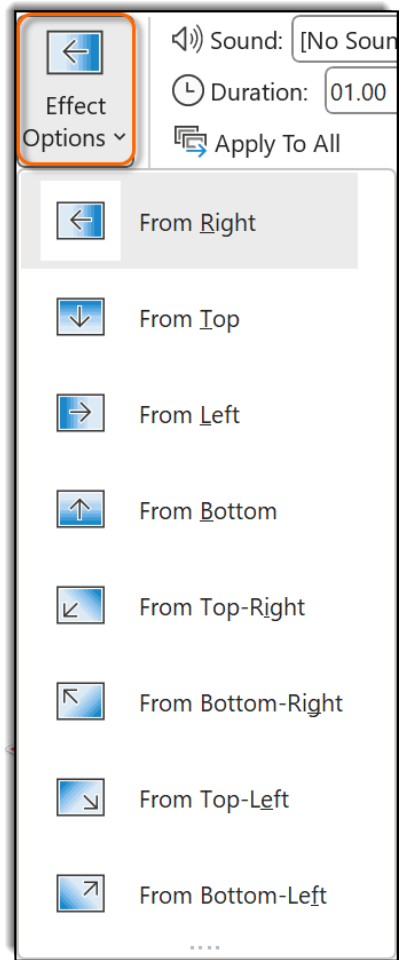 Effect
Options
Sound: [No Soun
Duration: 01.00
Apply To All
From Right
From Top
From Left
From Bottom
From Top-Right
From Bottom-Right
From Top-Left
From Bottom-Left